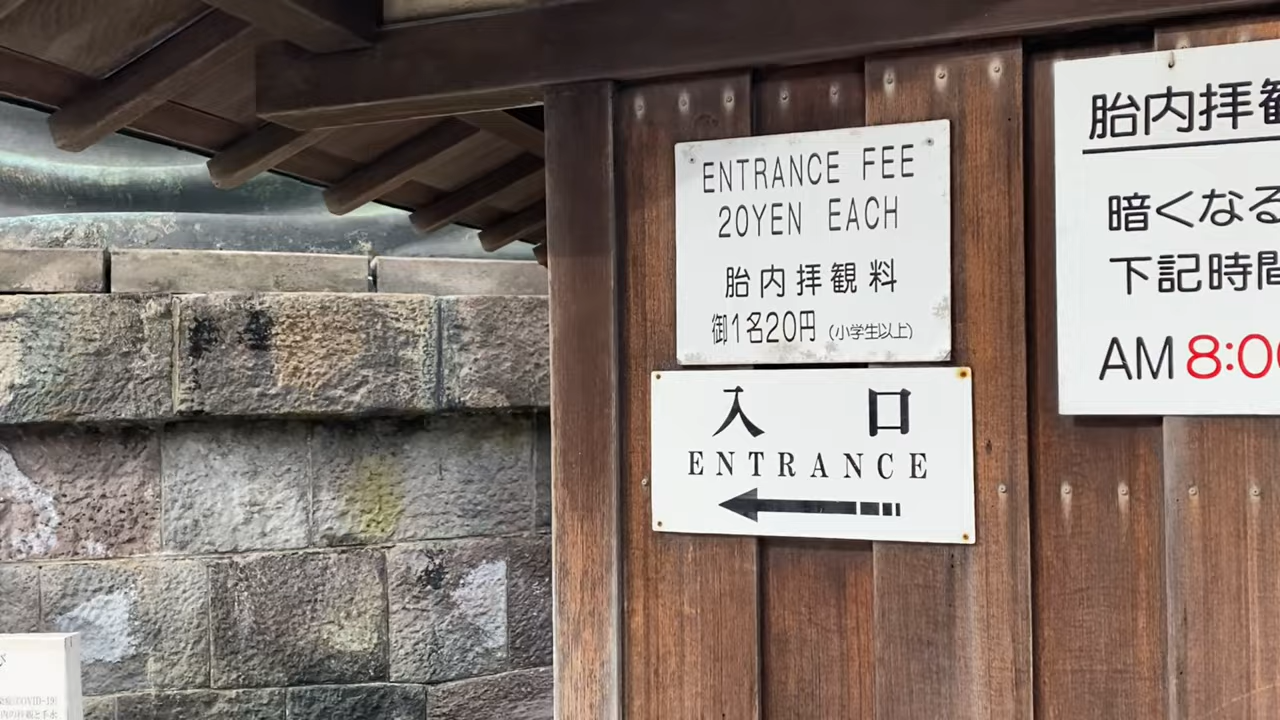 ENTRANCE FEE
20YEN EACH
胎内拝観料
御1名20円 (小学生以上)
入口
ENTRANCE
胎内拝観
暗くなる
下記時間
AM 8:00